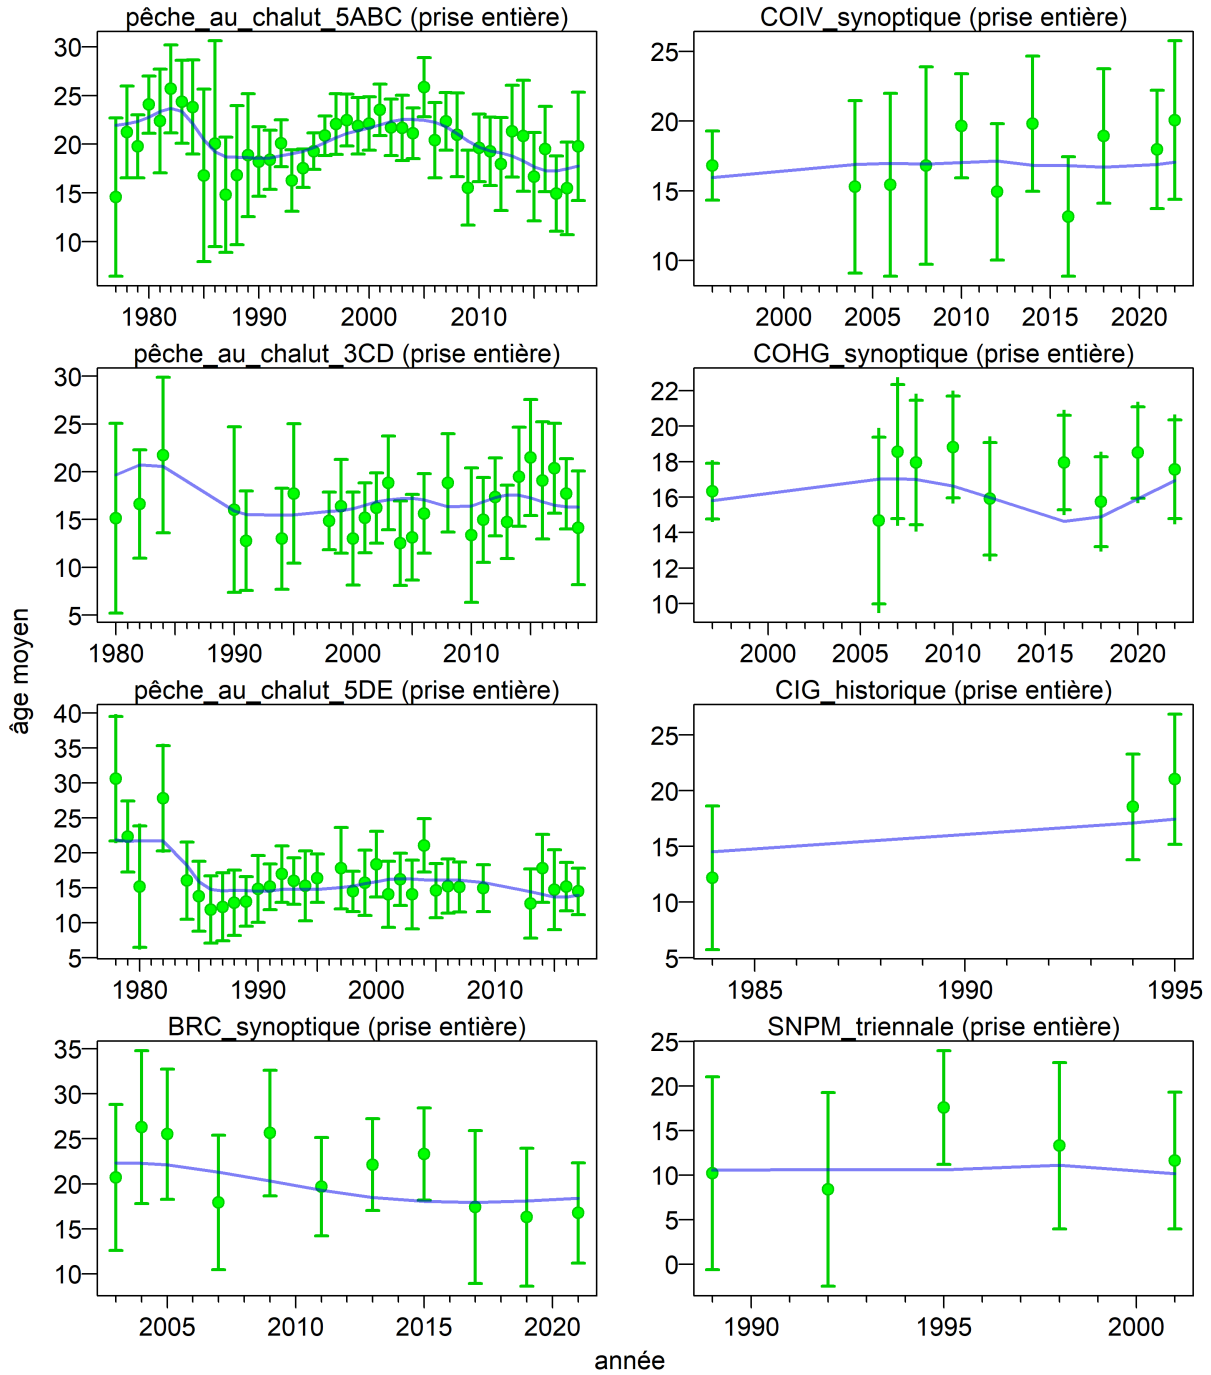 pêche_au_chalut_5ABC (prise entière)
30
25
20
15
10
1980 1990 2000 2010
COIV_synoptique (prise entière)
25
20
15
10
2000 2005 2010 2015 2020
pêche_au_chalut_3CD (prise entière)
30
25
20
15
10
5
1980 1990 2000 2010
COHG_synoptique (prise entière)
22
20
18
16
14
12
10
2000 2005 2010 2015 2020
pêche_au_chalut_5DE (prise entière)
40
35
30
25
20
15
10
5
1980 1990 2000 2010
CIG_historique (prise entière)
25
20
15
10
5
1985 1990 1995
BRC_synoptique (prise entière)
35
30
25
20
15
10
2005 2010 2015 2020
SNPM_triennale (prise entière)
25
20
15
10
5
0
1990 1995 2000
âge moyen
année